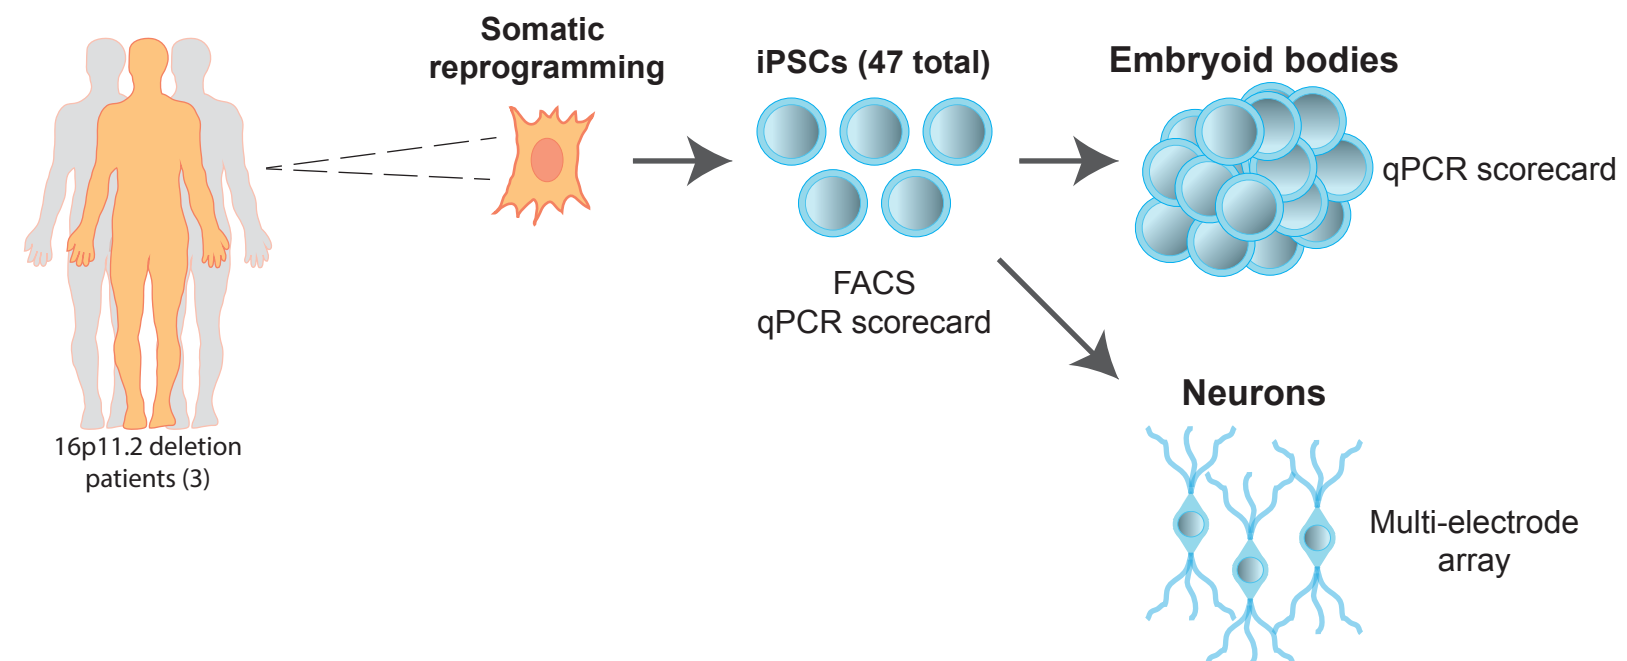 Somatic
reprogramming
iPSCs (47 total)
Embryoid bodies
qPCR scorecard
FACS
qPCR scorecard
Neurons
16p11.2 deletion
patients (3)
Multi-electrode
array